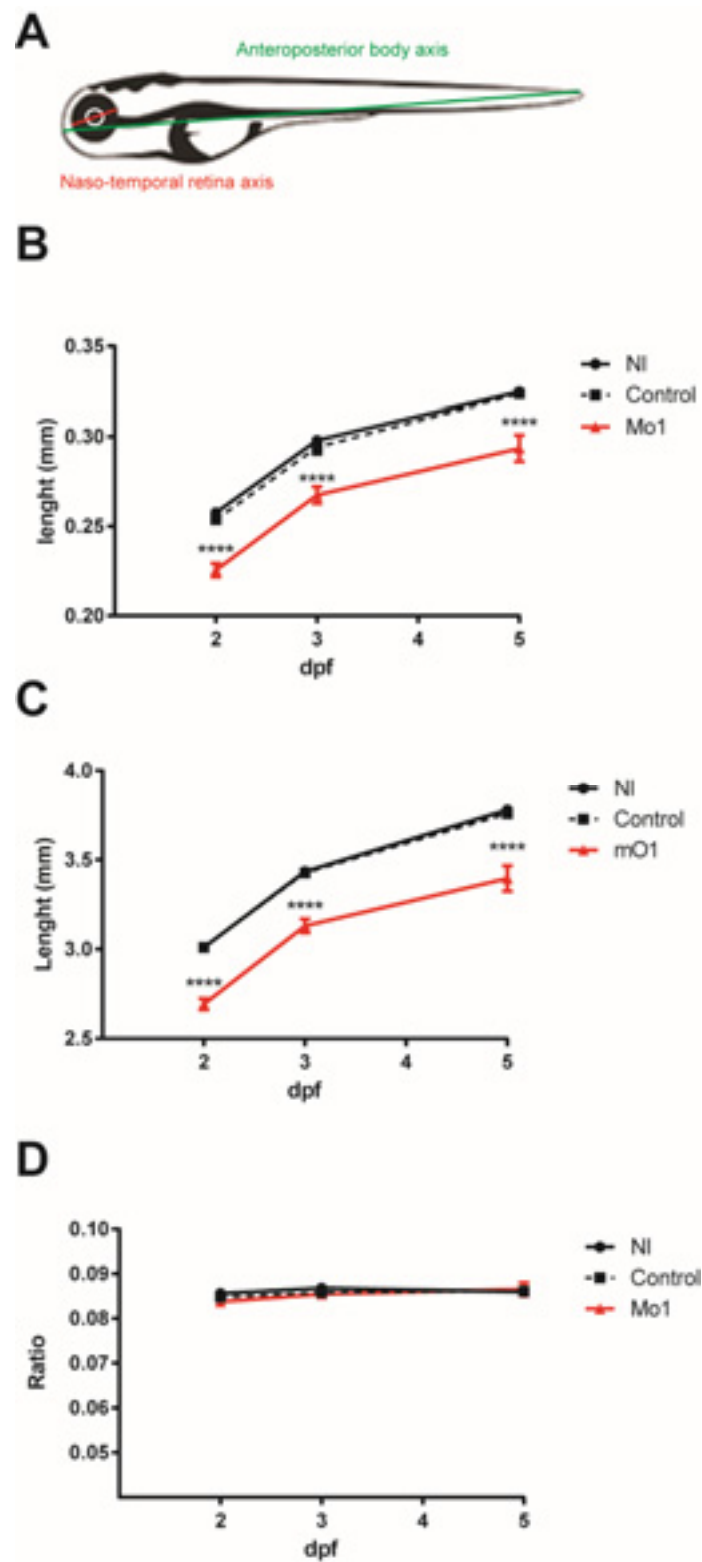 A
Anteroposterior body axis
Naso-temporal retina axis
B
0.35
0.30
0.25
0.20
lenght (mm)
2 3 4 5
dpf
NI
Control
Mo1
****
****
****
C
4.0
3.5
3.0
2.5
Lenght (mm)
2 3 4 5
dpf
NI
Control
mO1
****
****
****
D
0.10
0.09
0.08
0.07
0.06
0.05
Ratio
2 3 4 5
dpf
NI
Control
Mo1